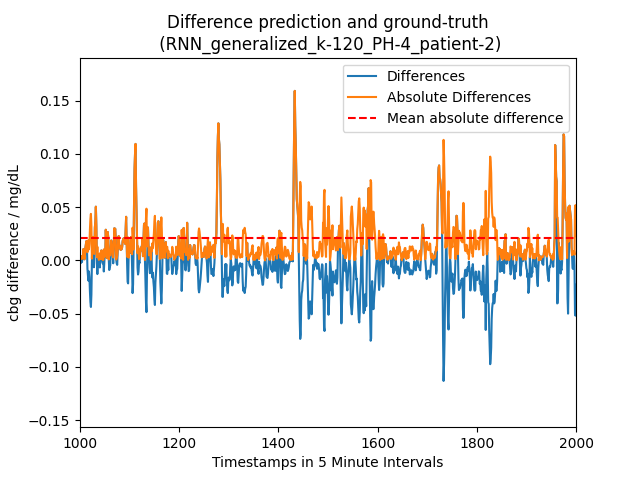 Difference prediction and ground-truth
(RNN_generalized_k-120_PH-4_patient-2)
Differences
Absolute Differences
Mean absolute difference
cbg difference / mg/dL
0.15
0.10
0.05
0.00
−0.05
−0.10
−0.15
1000 1200 1400 1600 1800 2000
Timestamps in 5 Minute Intervals